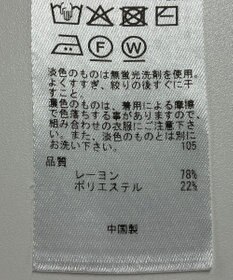 F W
淡色のものは無蛍光洗剤を使用。
よくすすぎ、絞りの後すぐに干
すこと。
濃色のものは、着用による摩擦
で色落ちする事がありますので、
組み合わせの衣服にご注意下さ
い。また、淡色のものとは別に
お洗い下さい。 105
品質
レーヨン 78%
ポリエステル 22%
中国製